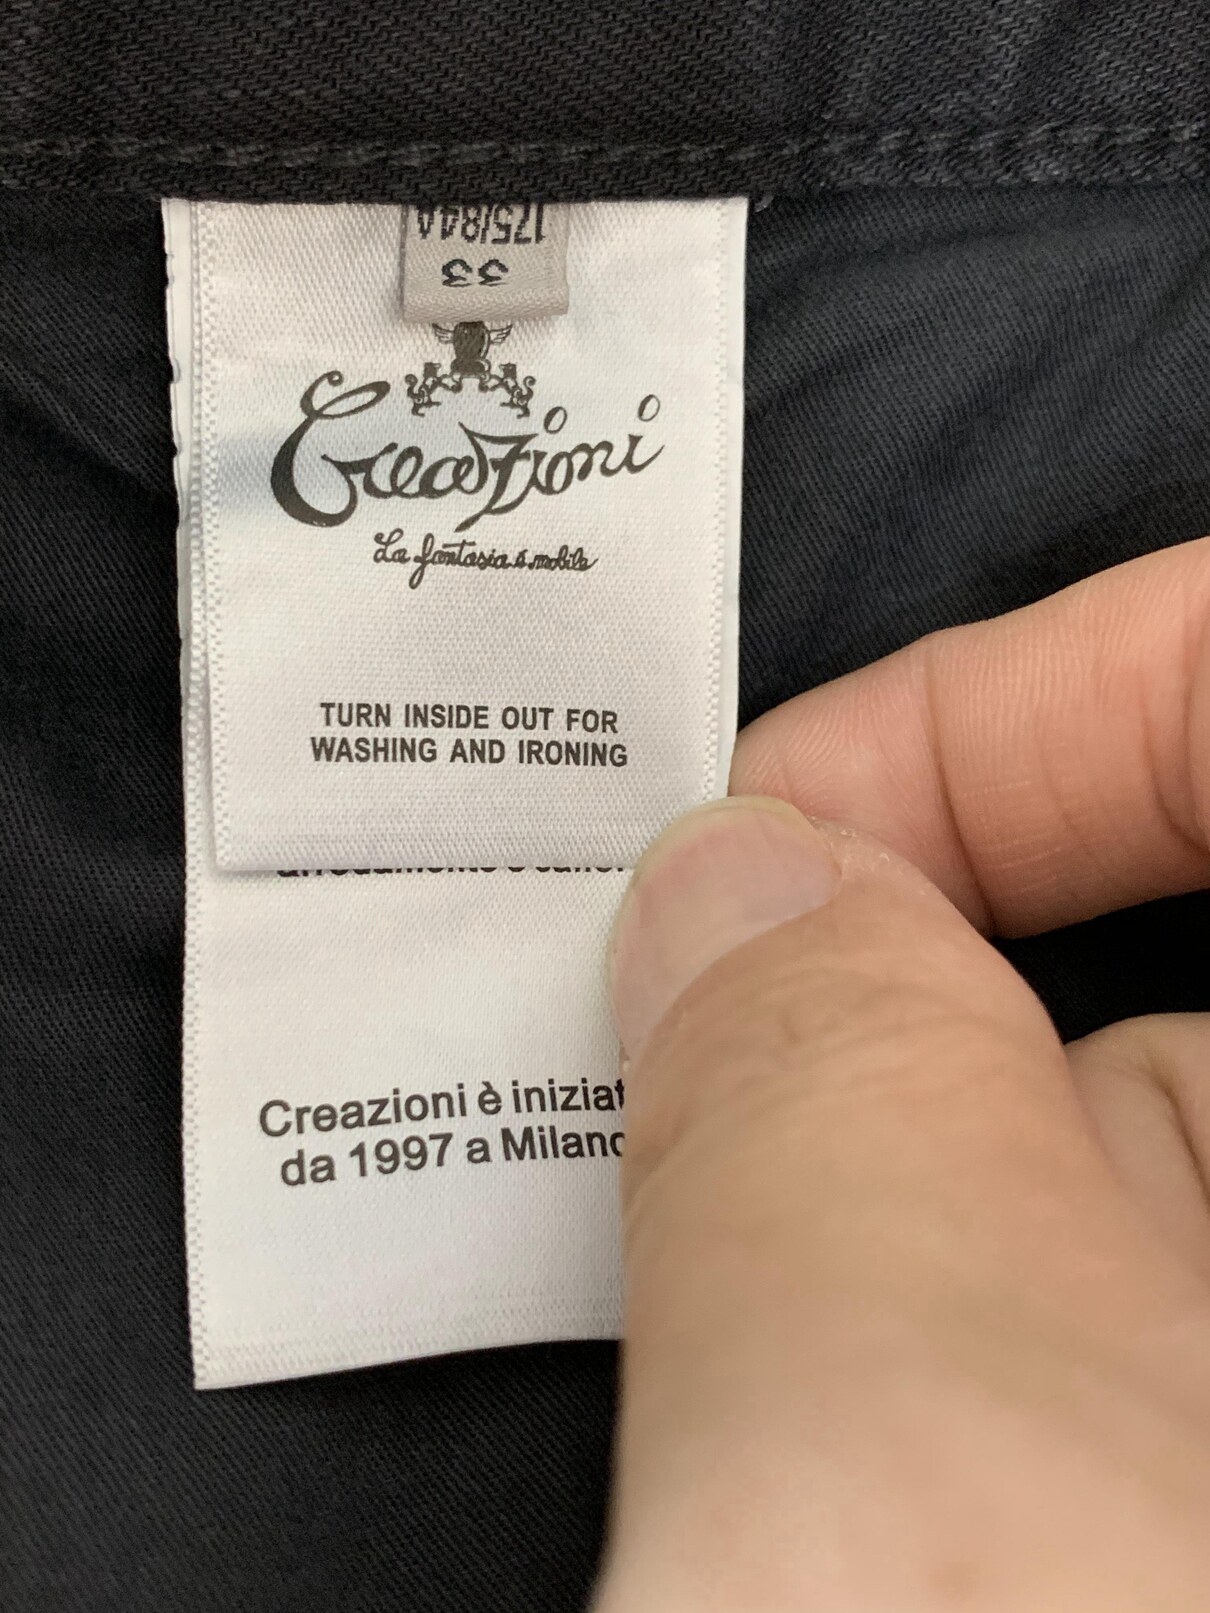 175/84A
33
Creazioni
La fantasia é mobile
TURN INSIDE OUT FOR
WASHING AND IRONING
Creazioni è iniziat
da 1997 a Milano